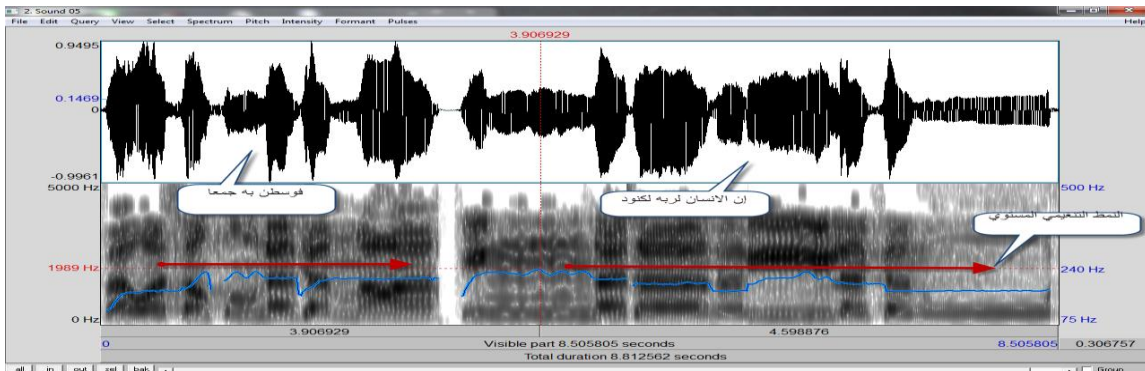 2. Sound 05
File Edit Query View Select Spectrum Pitch Intensity Formant Pulses Help
3.906929
0.9495
0.1469
0
-0.9961
5000 Hz
500 Hz
فوسطن به جمعا
إن الانسان لربه لكنود
النمط التنغيمي المستوي
1989 Hz
240 Hz
0 Hz
75 Hz
3.906929 4.598876
0 Visible part 8.505805 seconds 8.505805 0.306757
Total duration 8.812562 seconds
all in out sel bak Group